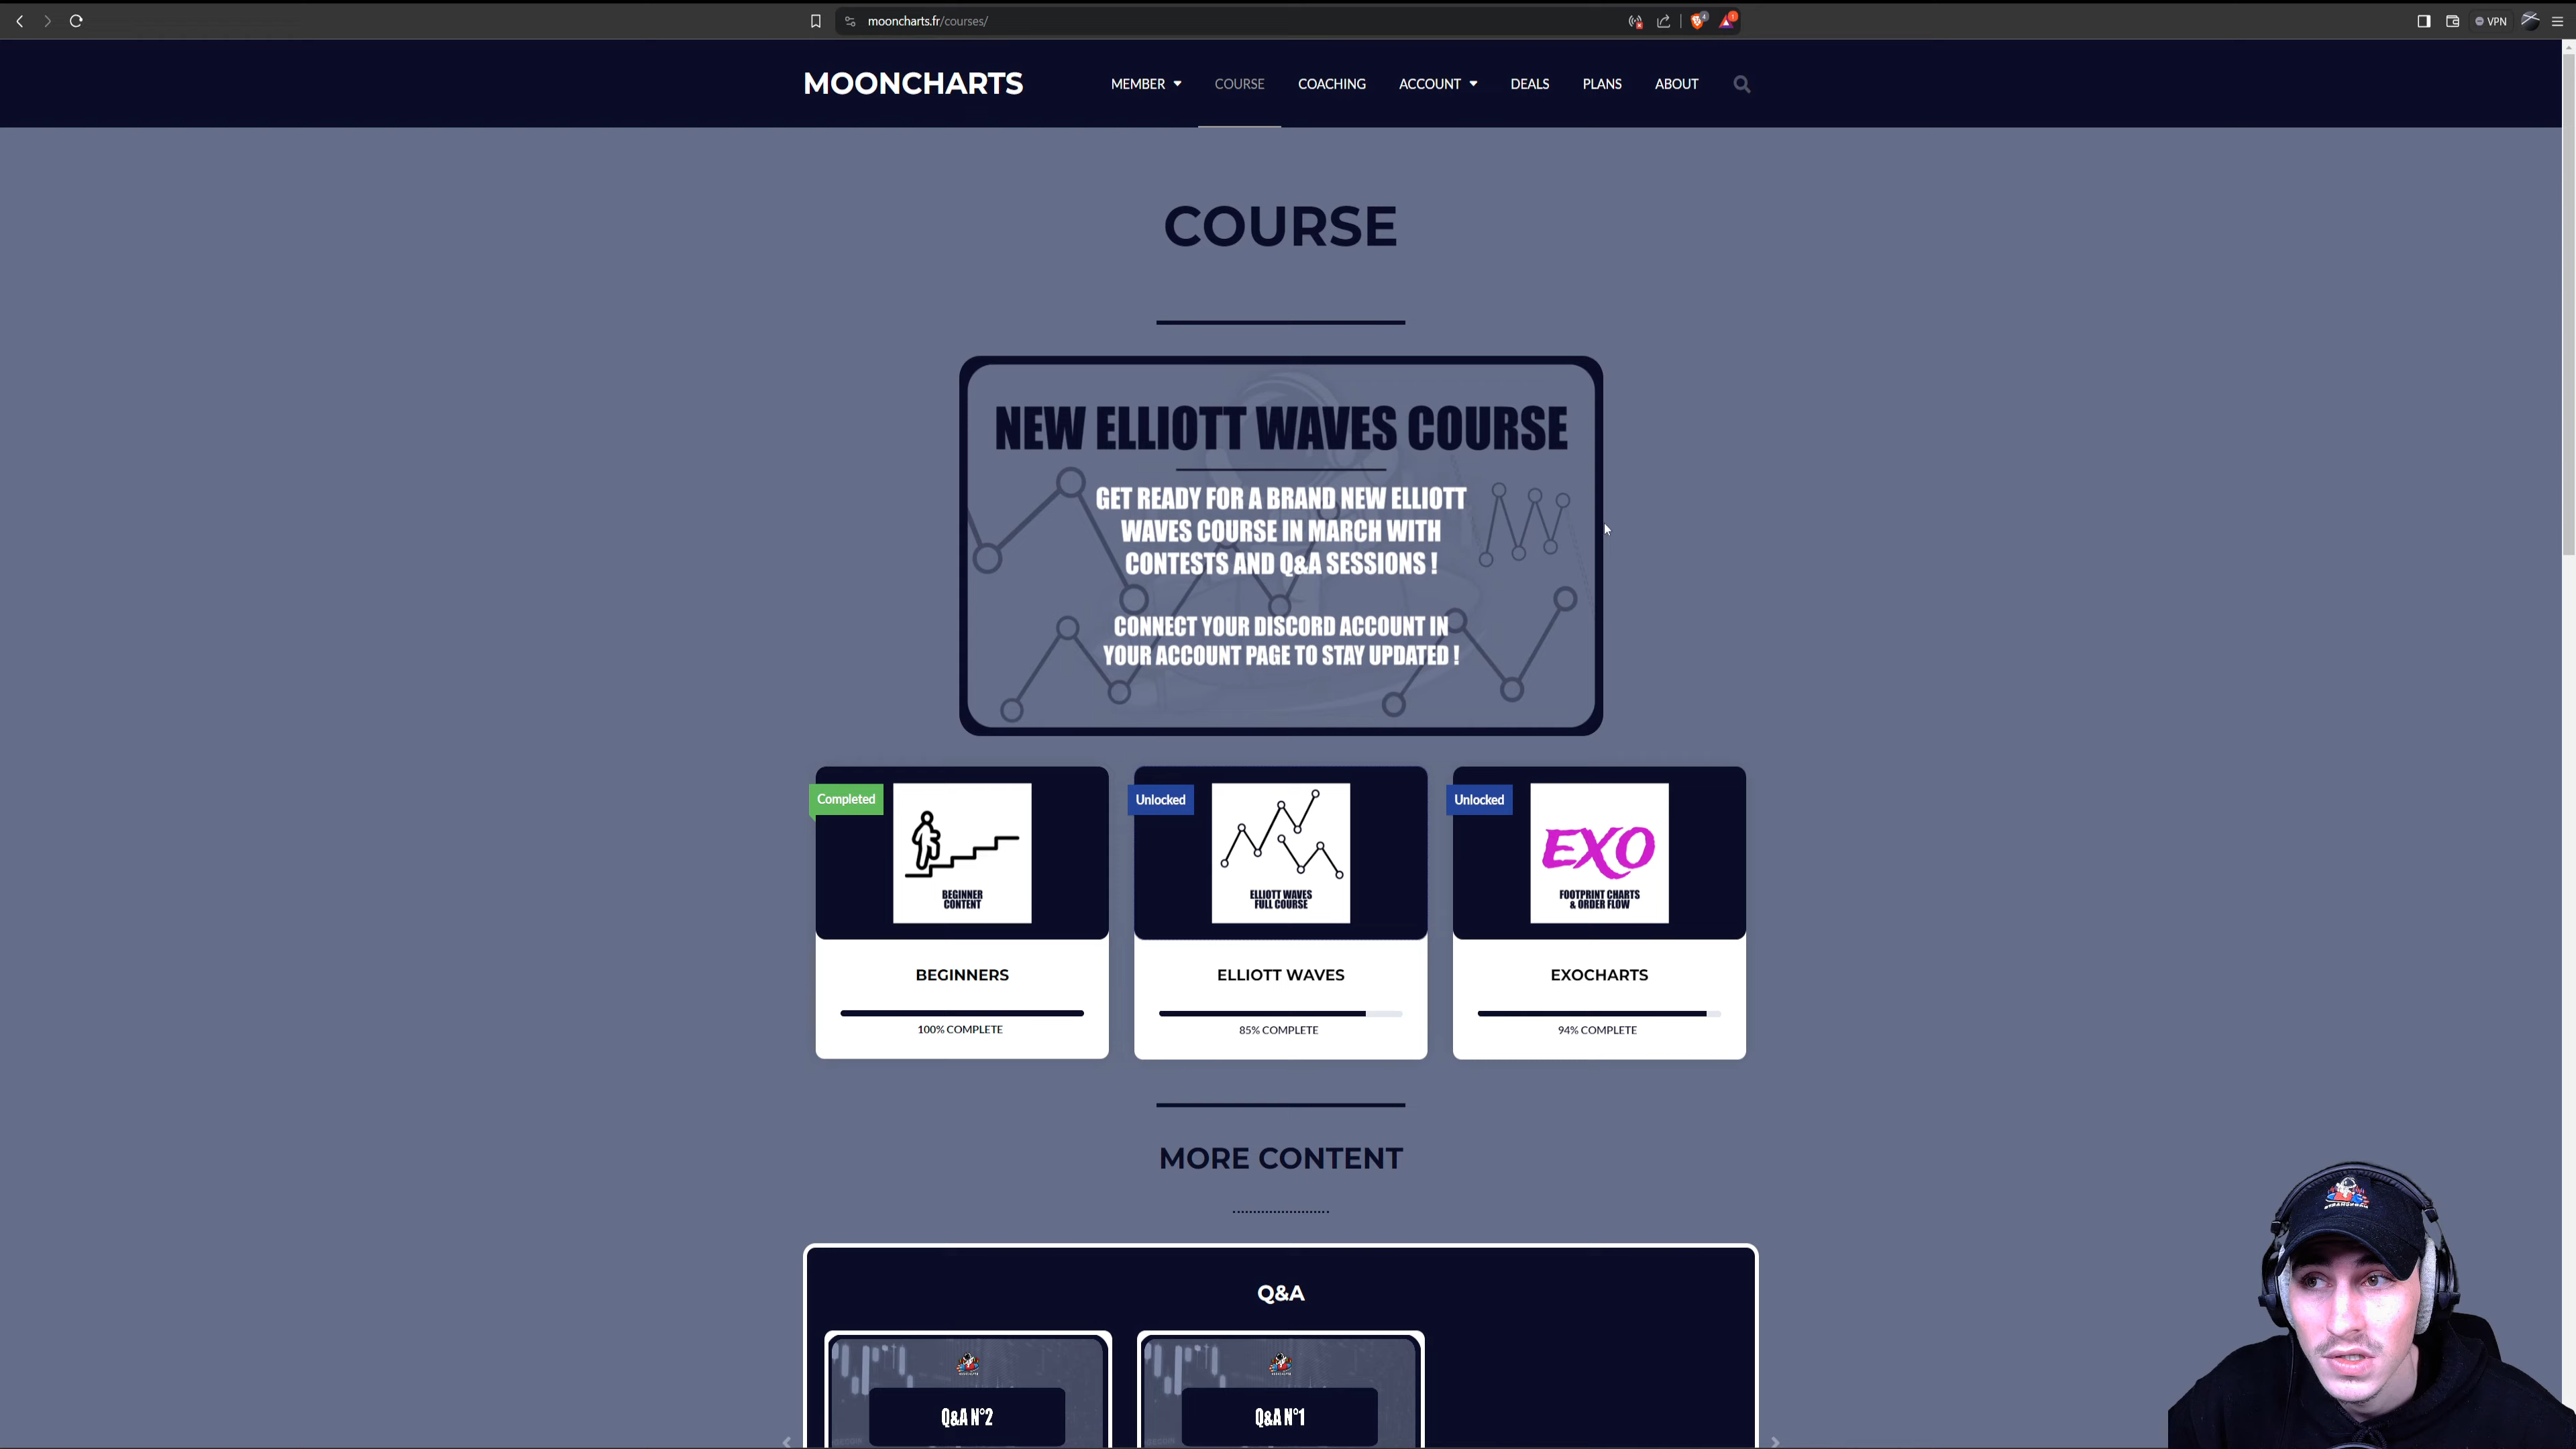 mooncharts.fr/courses/
4
1
VPN
MOONCHARTS
MEMBER
COURSE
COACHING
ACCOUNT
DEALS
PLANS
ABOUT
COURSE
NEW ELLIOTT WAVES COURSE
GET READY FOR A BRAND NEW ELLIOTT
WAVES COURSE IN MARCH WITH
CONTESTS AND Q&A SESSIONS !
CONNECT YOUR DISCORD ACCOUNT IN
YOUR ACCOUNT PAGE TO STAY UPDATED !
Completed
BEGINNER
CONTENT
BEGINNERS
100% COMPLETE
Unlocked
ELLIOTT WAVES
FULL COURSE
ELLIOTT WAVES
85% COMPLETE
Unlocked
EXO
FOOTPRINT CHARTS
& ORDER FLOW
EXOCHARTS
94% COMPLETE
MORE CONTENT
Q&A
Q&A N°2
Q&A N°1